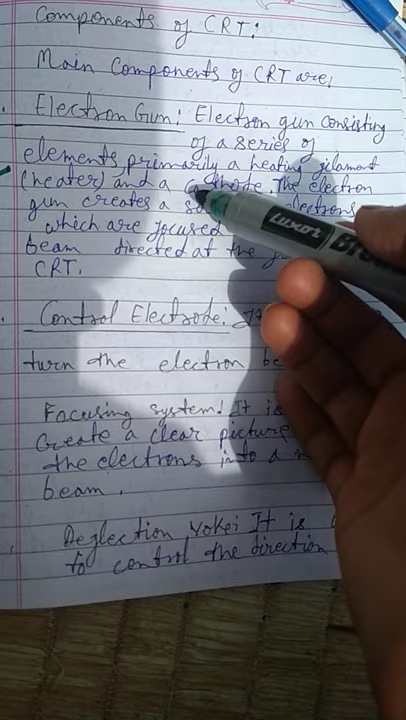 Components of CRT:
Main Components of CRT are,
Electron Gun: Electron gun consisting
of a series of
elements, primarily a heating filament
(heater) and a cathode. The electron
gun creates a electrons
which are focused
beam directed at the
CRT.
Control Electrode: It
turn the electron
Focusing system: It is
Create a clear picture
the electrons into a
beam.
Deflection Yoke: It is
to control the direction
Luxor